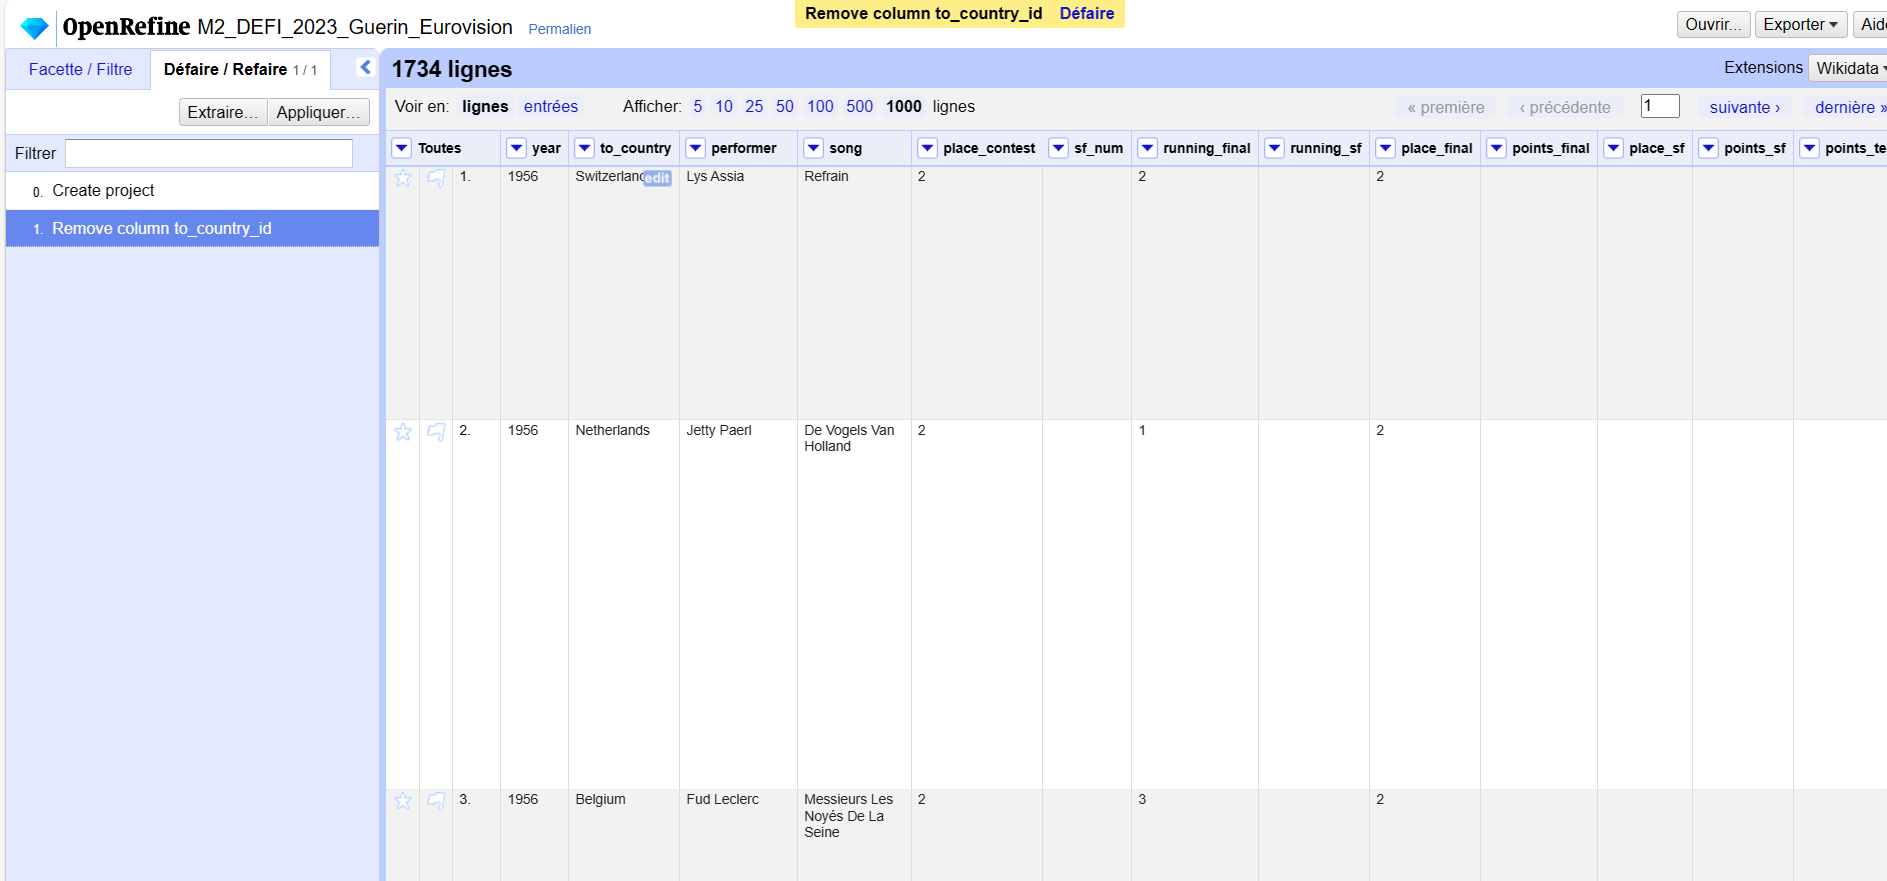 Remove column to_country_id Défaire
OpenRefine M2_DEFI_2023_Guerin_Eurovision Permalien
Ouvrir... Exporter
Facette / Filtre Défaire / Refaire 1 / 1
1734 lignes
Extensions Wikidata
Extraire... Appliquer...
Voir en: lignes entrées Afficher: 5 10 25 50 100 500 1000 lignes
« première ‹ précédente 1 suivante › dernière »
Filtrer
Toutes year to_country performer song place_contest sf_num running_final running_sf place_final points_final place_sf points_sf points_te
0. Create project
1. Remove column to_country_id
1. 1956 Switzerland edit Lys Assia Refrain 2 2 2
2. 1956 Netherlands Jetty Paerl De Vogels Van 2 1 2
Holland
3. 1956 Belgium Fud Leclerc Messieurs Les 2 3 2
Noyés De La
Seine